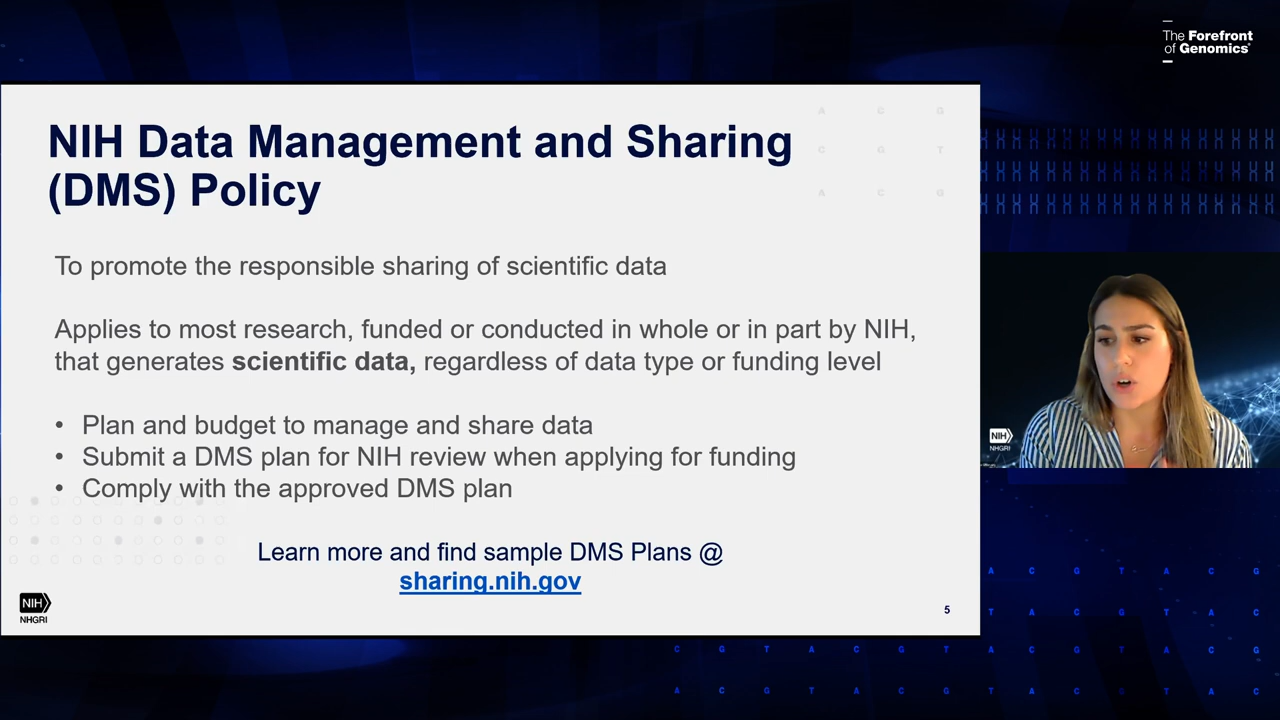 The Forefront
of Genomics®
NIH Data Management and Sharing
(DMS) Policy
A C G
C G T
A C G
To promote the responsible sharing of scientific data
Applies to most research, funded or conducted in whole or in part by NIH,
that generates scientific data, regardless of data type or funding level
• Plan and budget to manage and share data
• Submit a DMS plan for NIH review when applying for funding
• Comply with the approved DMS plan
Learn more and find sample DMS Plans @
sharing.nih.gov
NIH
NHGRI
5
NIH
NHGRI
A C G T A C G
T A C G T A C
C G T A C G T A C G T A C G
A C G T A C G T A C G T A C